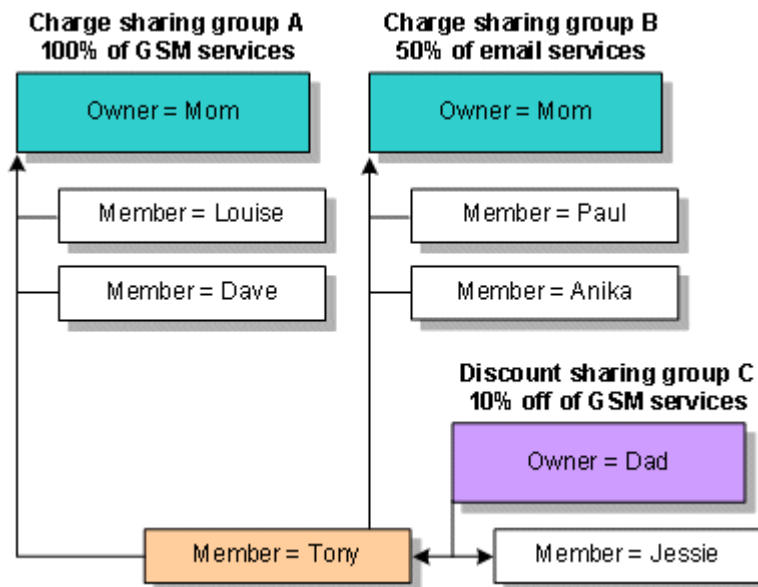 Charge sharing group A
100% of GSM services
Owner = Mom
Member = Louise
Member = Dave
Charge sharing group B
50% of email services
Owner = Mom
Member = Paul
Member = Anika
Discount sharing group C
10% off of GSM services
Owner = Dad
Member = Tony
Member = Jessie